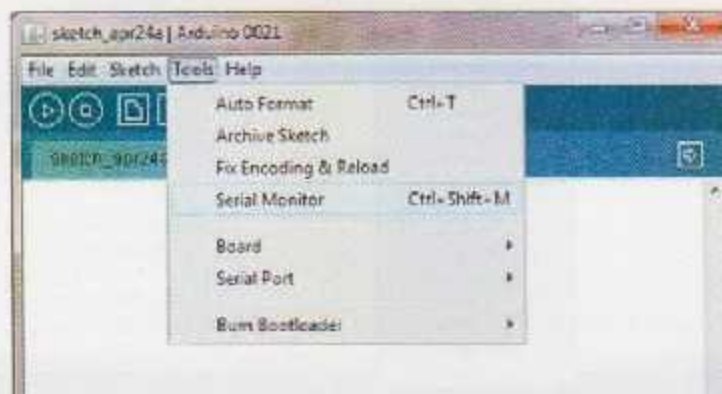 sketch_apr24a | Arduino 0021
File Edit Sketch Tools Help
Auto Format Ctrl+T
Archive Sketch
sketch_apr24a
Fix Encoding & Reload
Serial Monitor Ctrl+Shift+M
Board
Serial Port
Burn Bootloader